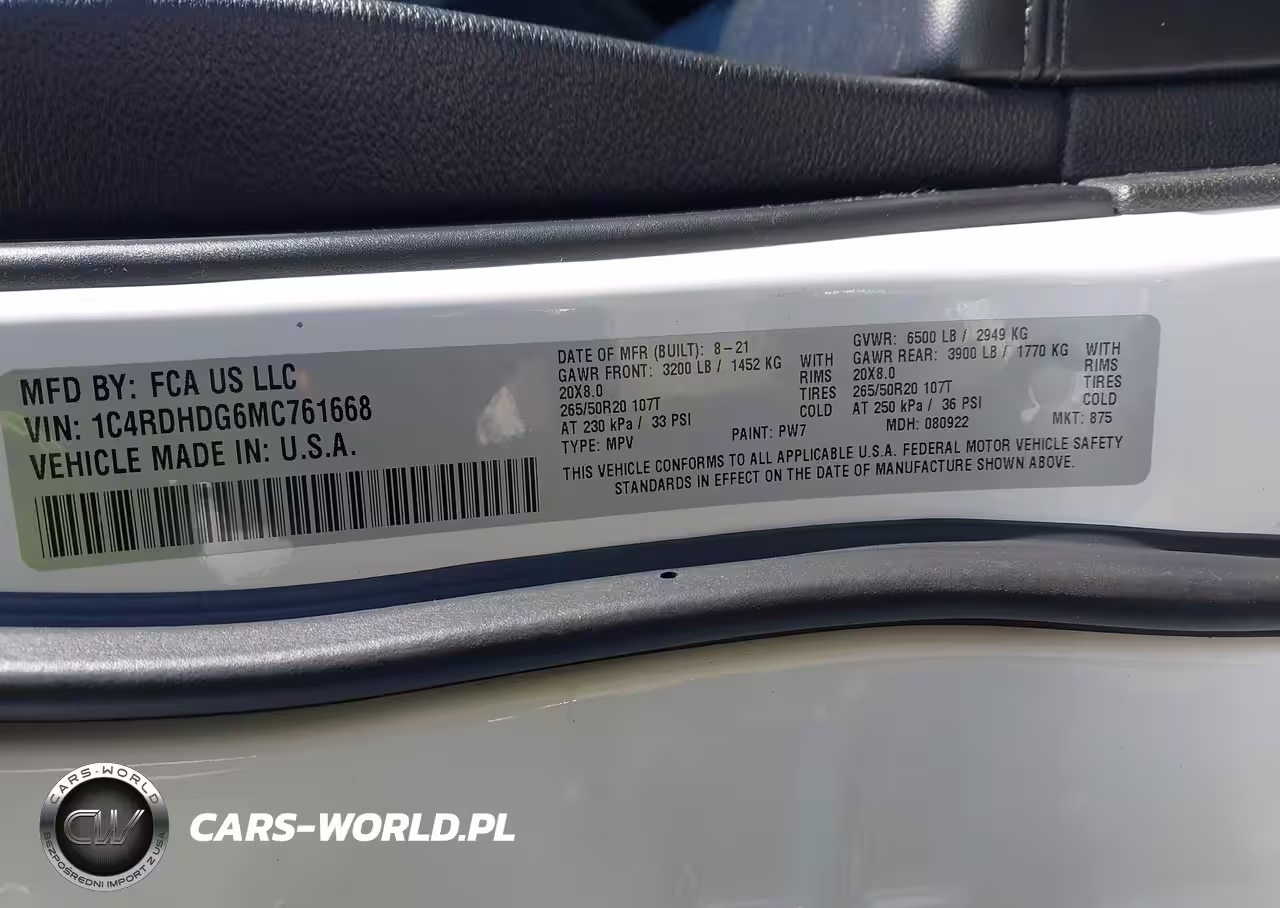 MFD BY: FCA US LLC
VIN: 1C4RDHDG6MC761668
VEHICLE MADE IN: U.S.A.
DATE OF MFR (BUILT): 8-21
GAWR FRONT: 3200 LB / 1452 KG WITH
20X8.0 RIMS
265/50R20 107T TIRES
AT 230 kPa / 33 PSI COLD
TYPE: MPV PAINT: PW7
GVWR: 6500 LB / 2949 KG
GAWR REAR: 3900 LB / 1770 KG WITH
20X8.0 RIMS
265/50R20 107T TIRES
AT 250 kPa / 36 PSI COLD
MDH: 080922 MKT: 875
THIS VEHICLE CONFORMS TO ALL APPLICABLE U.S.A. FEDERAL MOTOR VEHICLE SAFETY
STANDARDS IN EFFECT ON THE DATE OF MANUFACTURE SHOWN ABOVE.
CARS-WORLD
CW
BEZPOŚREDNI IMPORT Z USA
CARS-WORLD.PL